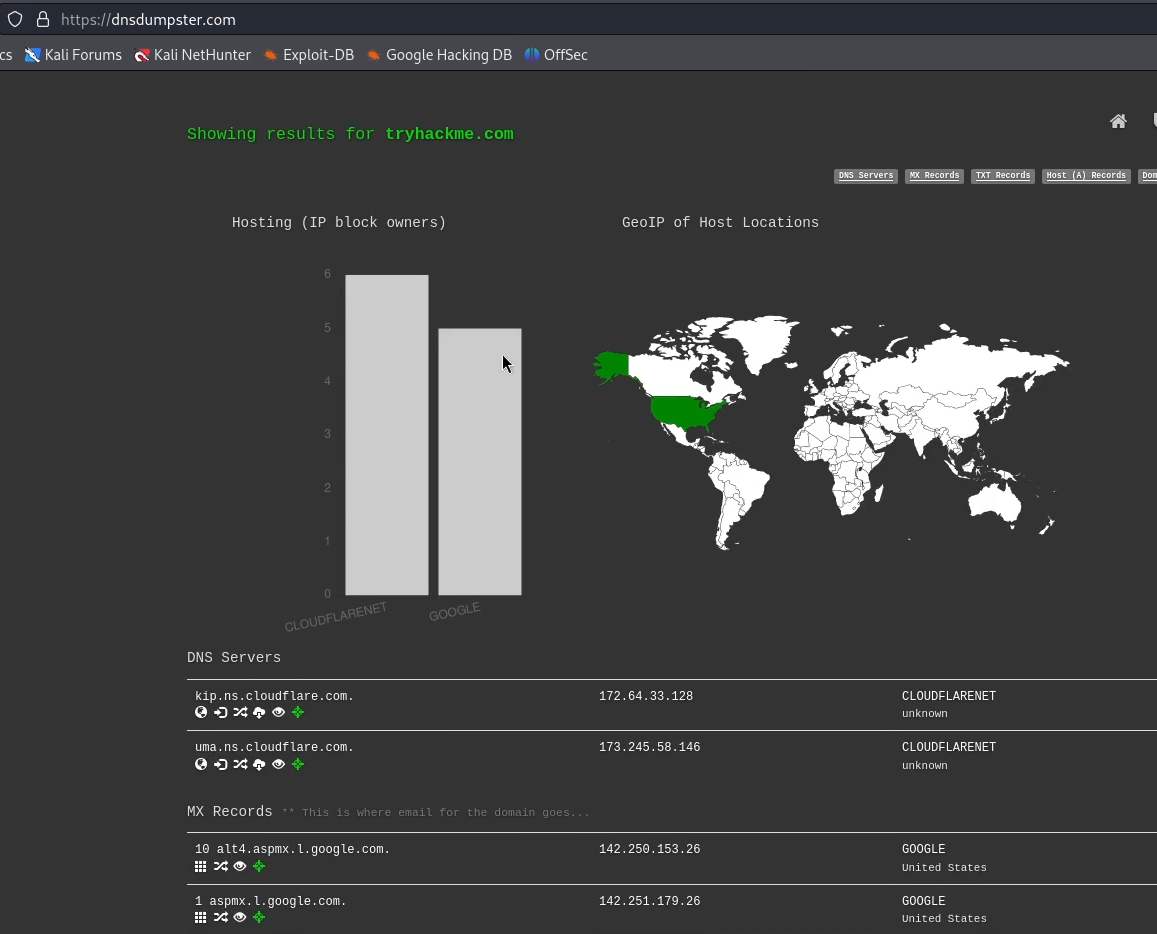 https://dnsdumpster.com
cs Kali Forums Kali NetHunter Exploit-DB Google Hacking DB OffSec
Showing results for tryhackme.com
DNS Servers MX Records TXT Records Host (A) Records Dom
Hosting (IP block owners)
GeoIP of Host Locations
6
5
4
3
2
1
0
CLOUDFLARENET
GOOGLE
DNS Servers
kip.ns.cloudflare.com. 172.64.33.128 CLOUDFLARENET
unknown
uma.ns.cloudflare.com. 173.245.58.146 CLOUDFLARENET
unknown
MX Records ** This is where email for the domain goes...
10 alt4.aspmx.l.google.com. 142.250.153.26 GOOGLE
United States
1 aspmx.l.google.com. 142.251.179.26 GOOGLE
United States